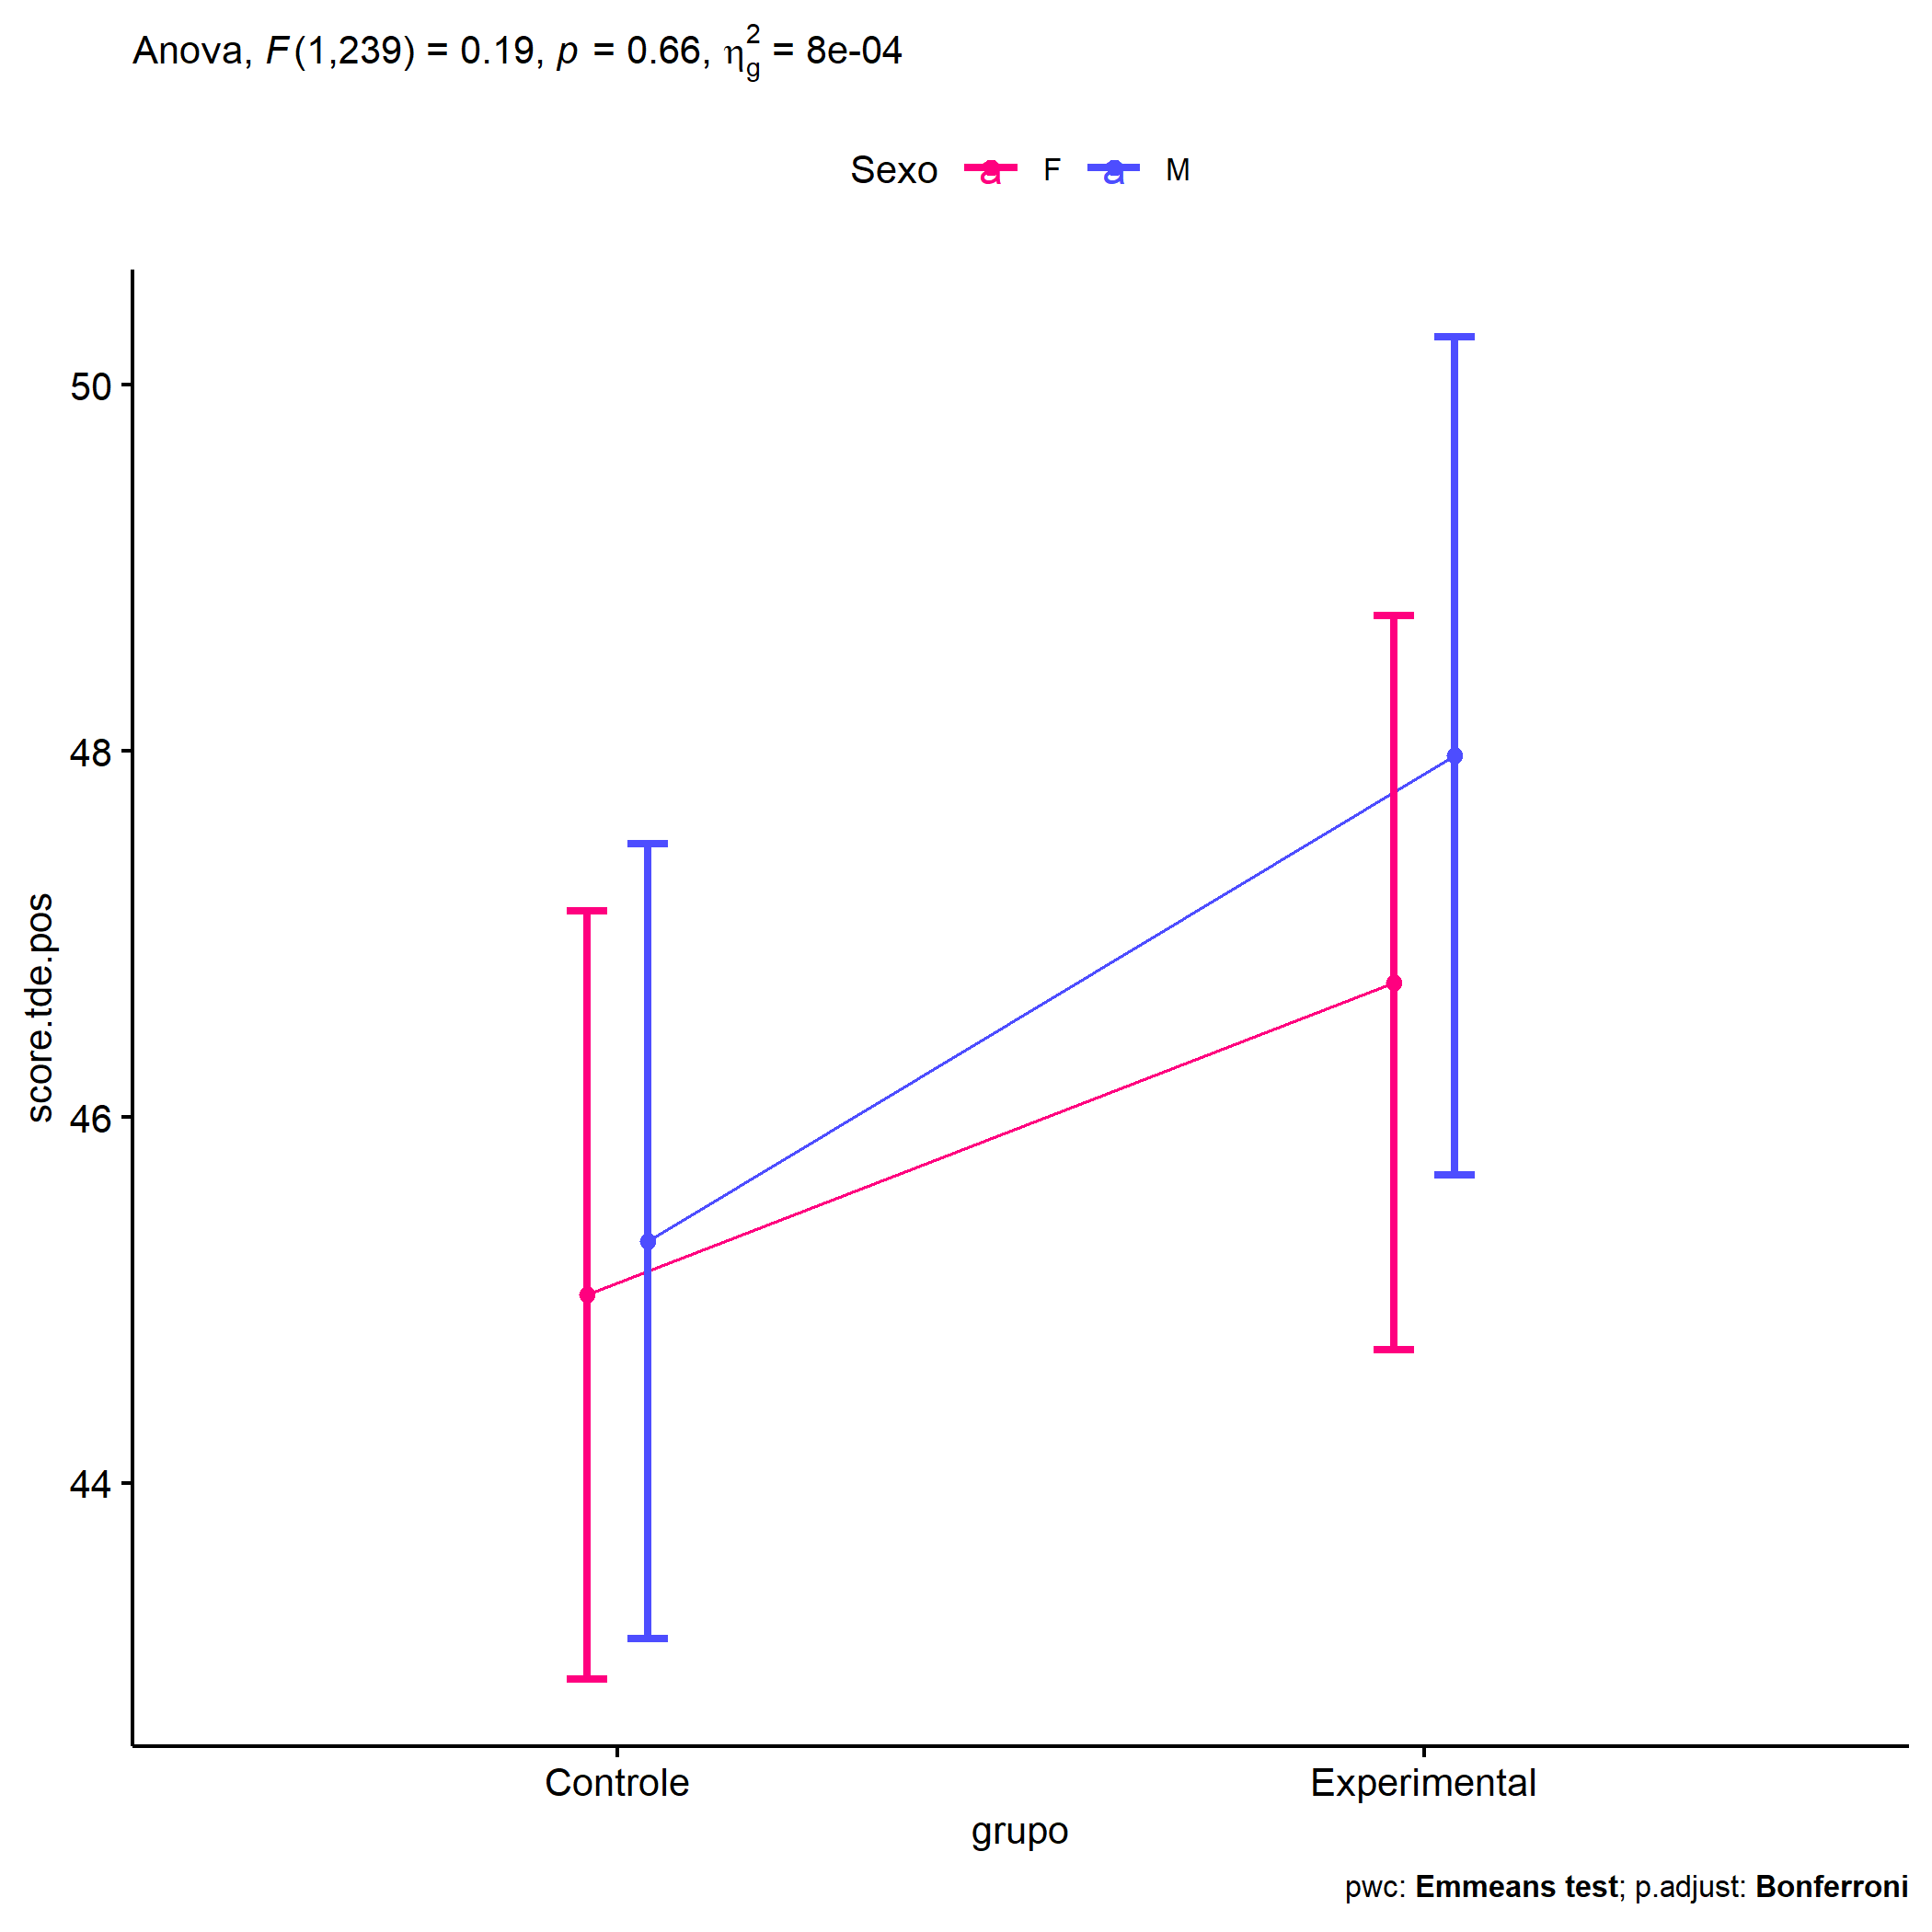 Anova, F(1,239) = 0.19, p = 0.66, η²g = 8e-04
Sexo a F a M
50
48
46
44
score.tde.pos
Controle Experimental
grupo
pwc: Emmeans test; p.adjust: Bonferroni